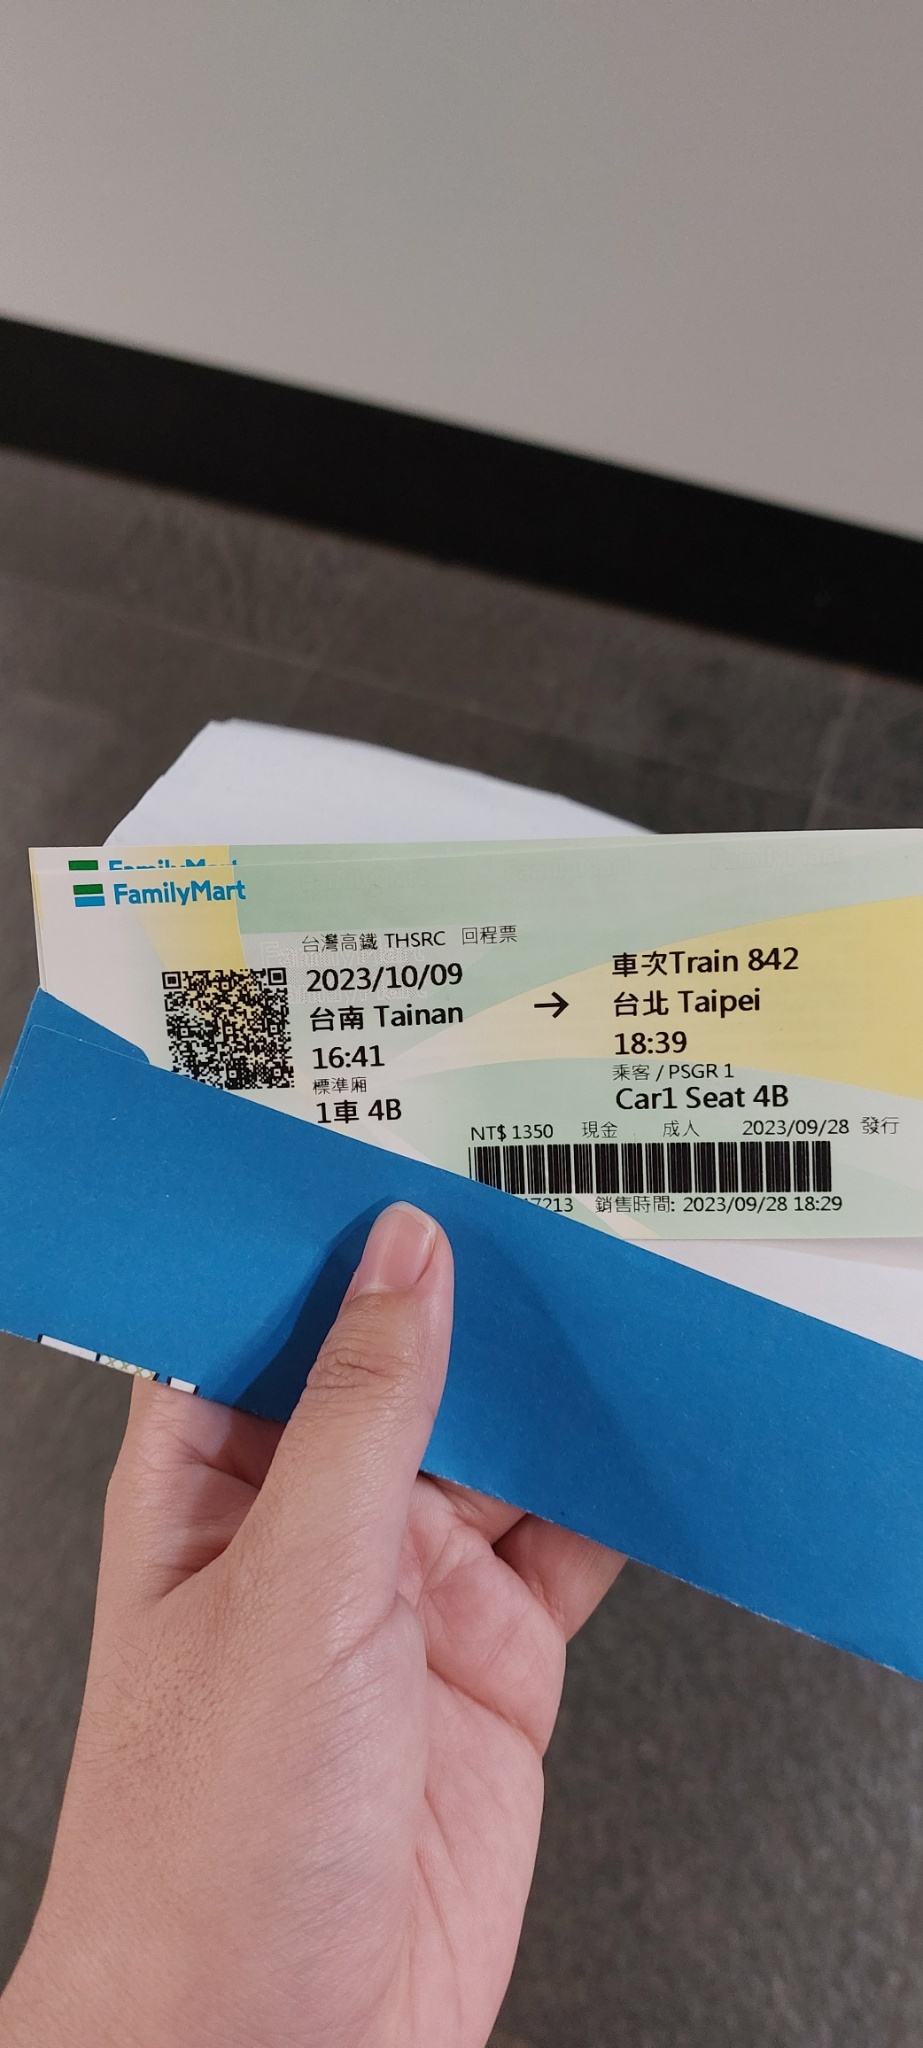 FamilyMart
FamilyMart
台灣高鐵 THSRC 回程票
2023/10/09
車次Train 842
台南 Tainan → 台北 Taipei
16:41
18:39
標準廂
乘客 / PSGR 1
1車 4B
Car1 Seat 4B
NT$ 1350 現金 成人 2023/09/28 發行
7213 銷售時間: 2023/09/28 18:29